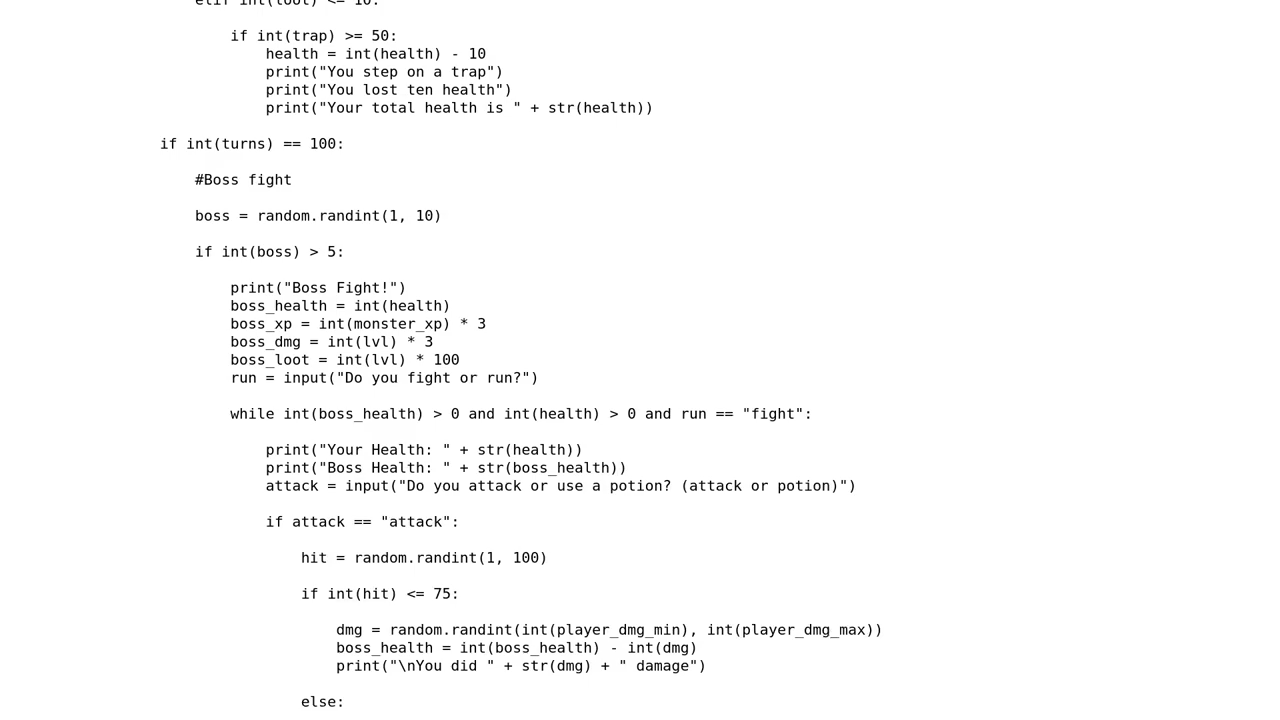 elif int(loot) <= 10:
if int(trap) >= 50:
health = int(health) - 10
print("You step on a trap")
print("You lost ten health")
print("Your total health is " + str(health))
if int(turns) == 100:
#Boss fight
boss = random.randint(1, 10)
if int(boss) > 5:
print("Boss Fight!")
boss_health = int(health)
boss_xp = int(monster_xp) * 3
boss_dmg = int(lvl) * 3
boss_loot = int(lvl) * 100
run = input("Do you fight or run?")
while int(boss_health) > 0 and int(health) > 0 and run == "fight":
print("Your Health: " + str(health))
print("Boss Health: " + str(boss_health))
attack = input("Do you attack or use a potion? (attack or potion)")
if attack == "attack":
hit = random.randint(1, 100)
if int(hit) <= 75:
dmg = random.randint(int(player_dmg_min), int(player_dmg_max))
boss_health = int(boss_health) - int(dmg)
print("\nYou did " + str(dmg) + " damage")
else: